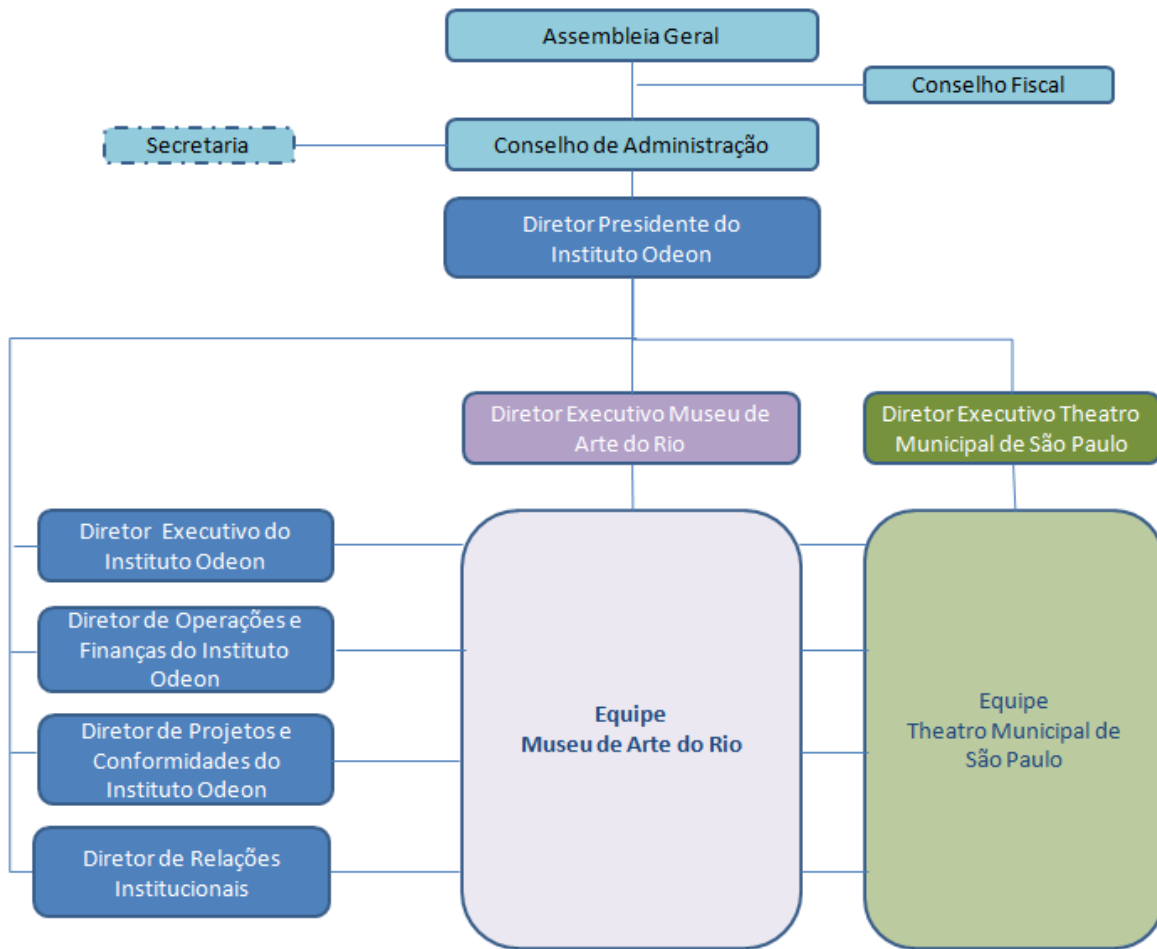 Assembleia Geral
Conselho Fiscal
Secretaria
Conselho de Administração
Diretor Presidente do
Instituto Odeon
Diretor Executivo Museu de
Arte do Rio
Diretor Executivo Theatro
Municipal de São Paulo
Diretor Executivo do
Instituto Odeon
Diretor de Operações e
Finanças do Instituto
Odeon
Diretor de Projetos e
Conformidades do
Instituto Odeon
Diretor de Relações
Institucionais
Equipe
Museu de Arte do Rio
Equipe
Theatro Municipal de
São Paulo